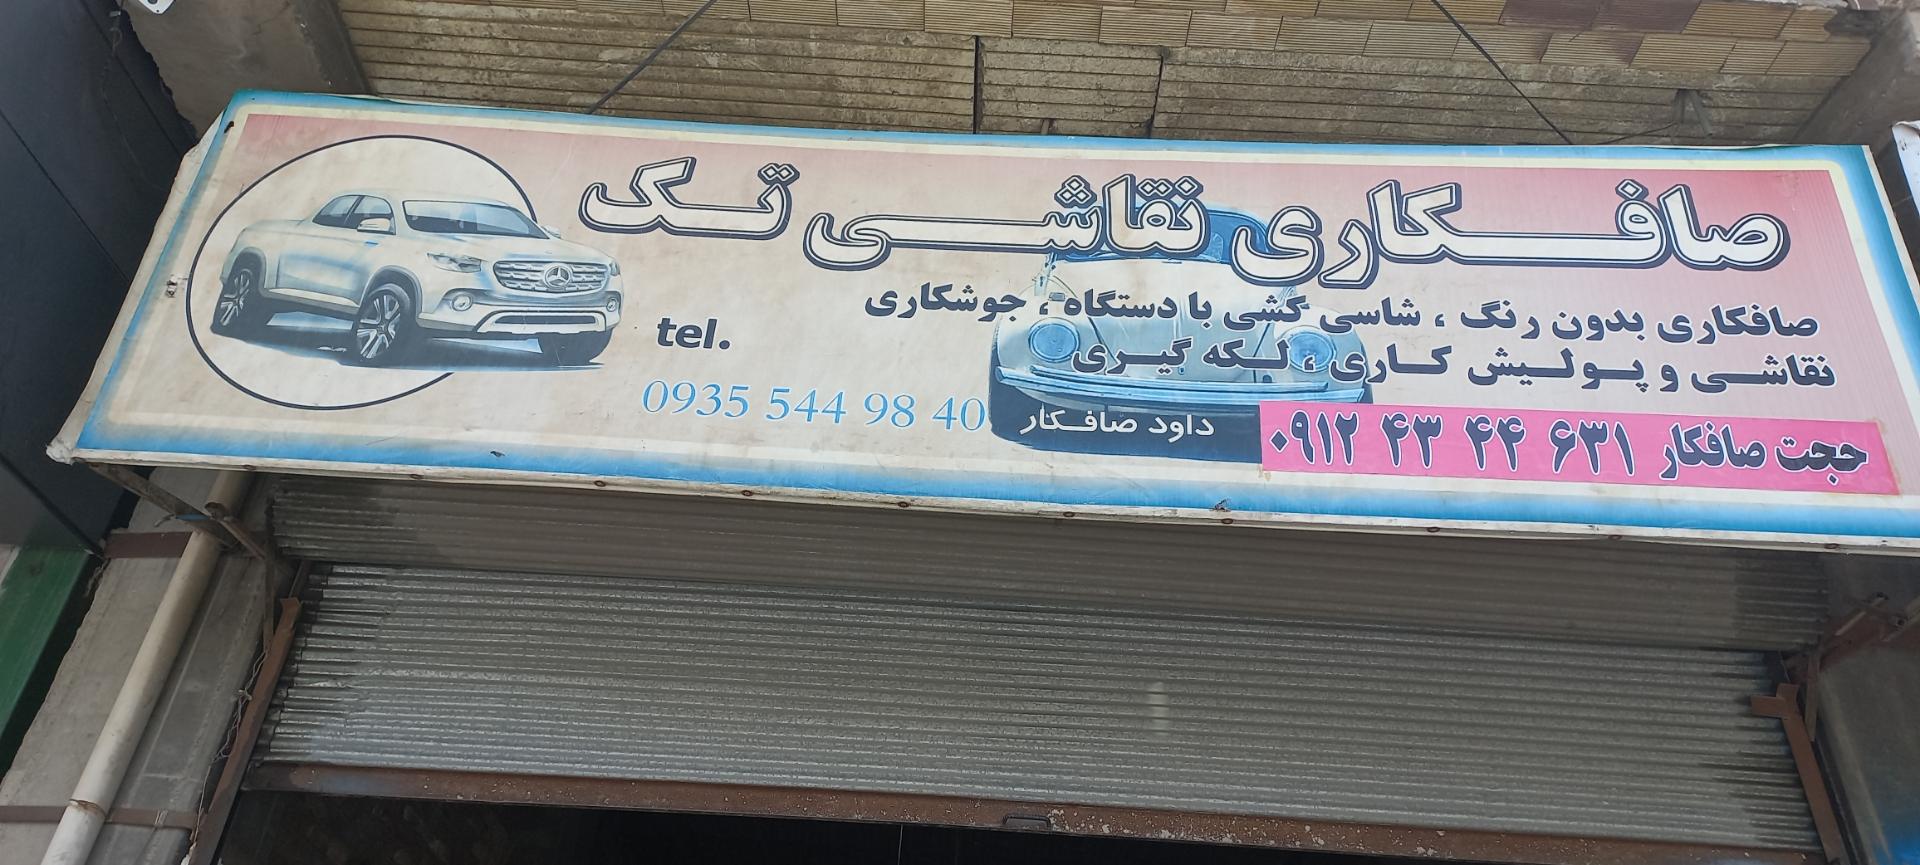 صافکاری نقاشی تک
صافکاری بدون رنگ ، شاسی کشی با دستگاه ، جوشکاری
نقاشی و پولیش کاری ، لکه گیری
tel.
0935 544 98 40
داود صافکار
حجت صافکار ۰۹۱۲ ۴۳ ۴۴ ۶۳۱